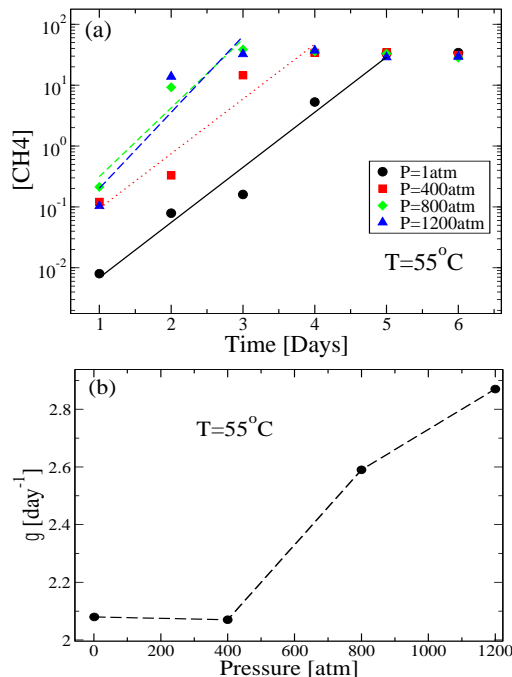 (a)
[CH4]
10^2
10^1
10^0
10^-1
10^-2
P=1atm
P=400atm
P=800atm
P=1200atm
T=55°C
1 2 3 4 5 6
Time [Days]
(b)
T=55°C
g [day^-1]
2.8
2.6
2.4
2.2
2
0 200 400 600 800 1000 1200
Pressure [atm]